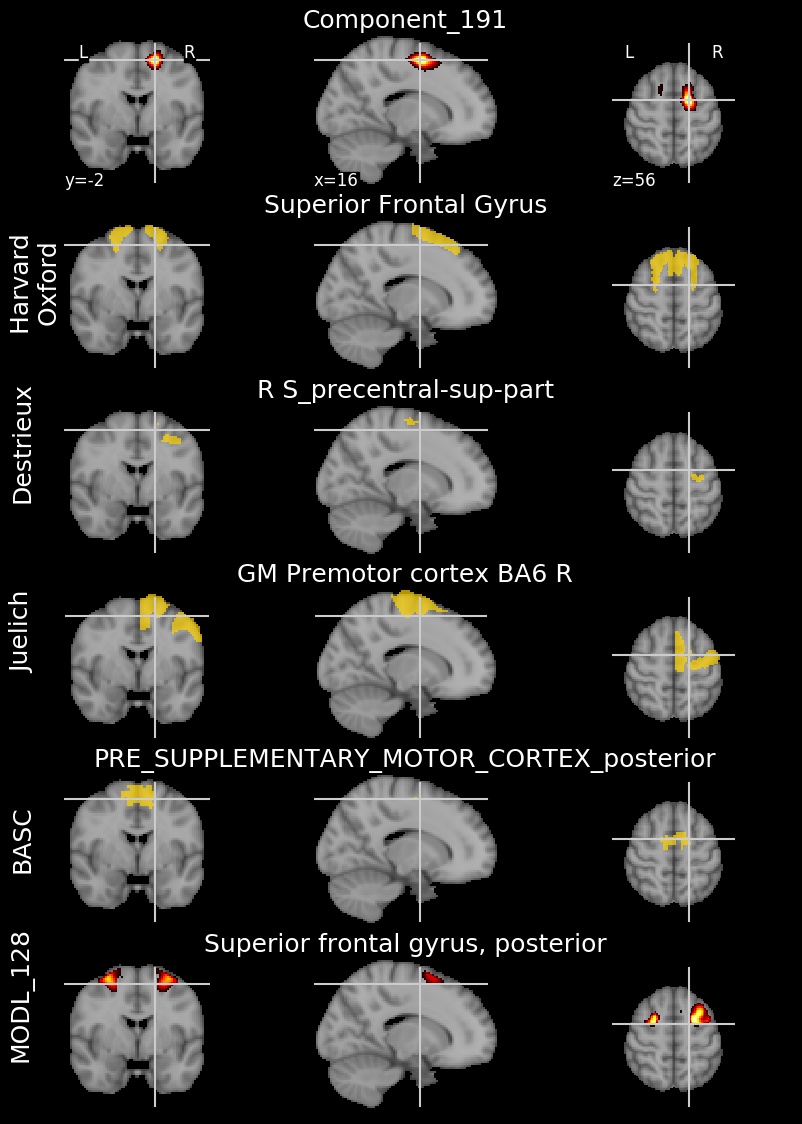 Component_191
L R L R
y=-2 x=16 z=56
Superior Frontal Gyrus
Harvard
Oxford
R S_precentral-sup-part
Destrieux
GM Premotor cortex BA6 R
Juelich
PRE_SUPPLEMENTARY_MOTOR_CORTEX_posterior
BASC
Superior frontal gyrus, posterior
MODL_128